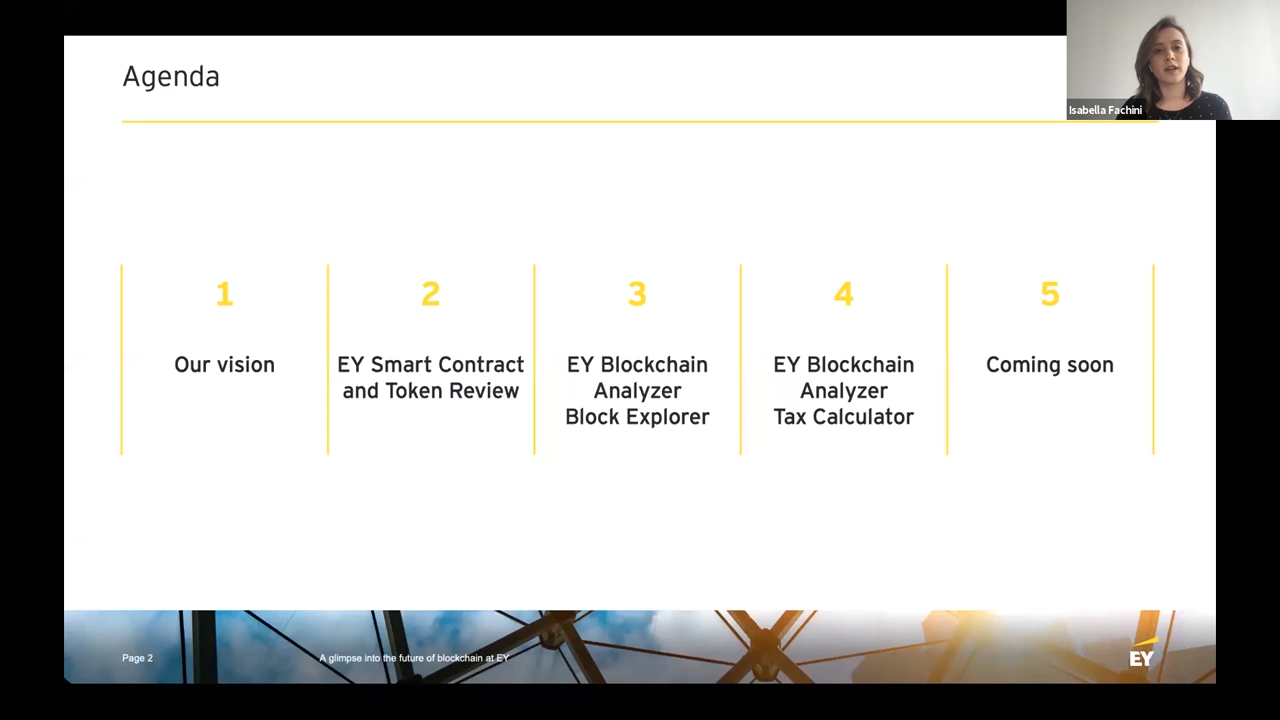 Agenda
Isabella Fachini
1
Our vision
2
EY Smart Contract
and Token Review
3
EY Blockchain
Analyzer
Block Explorer
4
EY Blockchain
Analyzer
Tax Calculator
5
Coming soon
Page 2
A glimpse into the future of blockchain at EY
EY